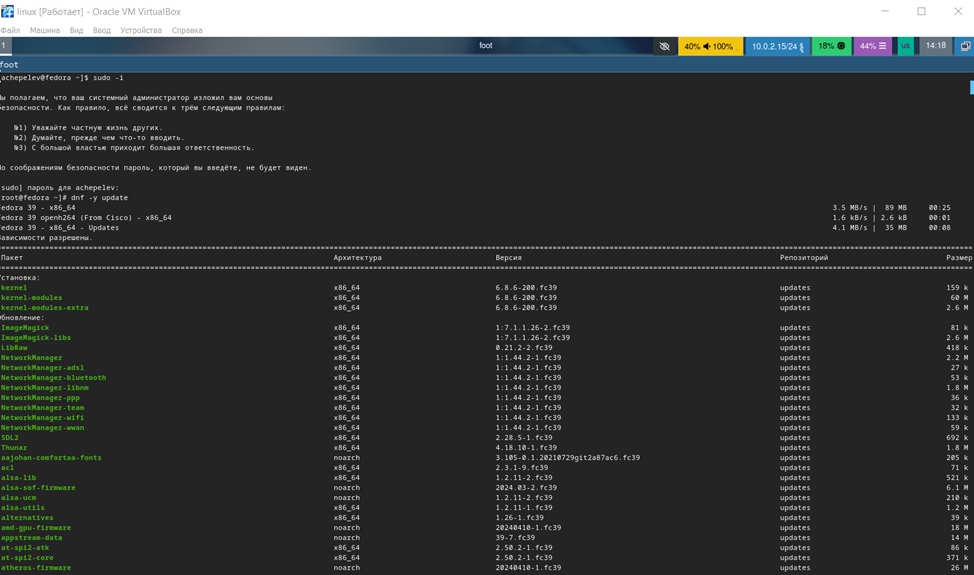 linux [Работает] - Oracle VM VirtualBox
Файл Машина Вид Ввод Устройства Справка
1 foot 40% 100% 10.0.2.15/24 18% 44% us 14:18
foot
achepelev@fedora ~]$ sudo -i
ы полагаем, что ваш системный администратор изложил вам основы
безопасности. Как правило, всё сводится к трём следующим правилам:
№1) Уважайте частную жизнь других.
№2) Думайте, прежде чем что-то вводить.
№3) С большой властью приходит большая ответственность.
По соображениям безопасности пароль, который вы введёте, не будет виден.
sudo] пароль для achepelev:
root@fedora ~]# dnf -y update
edora 39 - x86_64 3.5 MB/s | 89 MB 00:25
edora 39 openh264 (From Cisco) - x86_64 1.6 kB/s | 2.6 kB 00:01
edora 39 - x86_64 - Updates 4.1 MB/s | 35 MB 00:08
Зависимости разрешены.
Пакет Архитектура Версия Репозиторий Размер
Установка:
kernel x86_64 6.8.6-200.fc39 updates 159 k
kernel-modules x86_64 6.8.6-200.fc39 updates 60 M
kernel-modules-extra x86_64 6.8.6-200.fc39 updates 2.6 M
Обновление:
ImageMagick x86_64 1:7.1.1.26-2.fc39 updates 81 k
ImageMagick-libs x86_64 1:7.1.1.26-2.fc39 updates 2.6 M
LibRaw x86_64 0.21.2-2.fc39 updates 418 k
NetworkManager x86_64 1:1.44.2-1.fc39 updates 2.2 M
NetworkManager-adsl x86_64 1:1.44.2-1.fc39 updates 27 k
NetworkManager-bluetooth x86_64 1:1.44.2-1.fc39 updates 53 k
NetworkManager-libnm x86_64 1:1.44.2-1.fc39 updates 1.8 M
NetworkManager-ppp x86_64 1:1.44.2-1.fc39 updates 36 k
NetworkManager-team x86_64 1:1.44.2-1.fc39 updates 32 k
NetworkManager-wifi x86_64 1:1.44.2-1.fc39 updates 133 k
NetworkManager-wwan x86_64 1:1.44.2-1.fc39 updates 59 k
SDL2 x86_64 2.28.5-1.fc39 updates 692 k
Thunar x86_64 4.18.10-1.fc39 updates 1.8 M
aajohan-comfortaa-fonts noarch 3.105-0.1.20210729git2a87ac6.fc39 updates 205 k
acl x86_64 2.3.1-9.fc39 updates 71 k
alsa-lib x86_64 1.2.11-2.fc39 updates 521 k
alsa-sof-firmware noarch 2024.03-2.fc39 updates 6.1 M
alsa-ucm noarch 1.2.11-2.fc39 updates 210 k
alsa-utils x86_64 1.2.11-1.fc39 updates 1.2 M
alternatives x86_64 1.26-1.fc39 updates 39 k
amd-gpu-firmware noarch 20240410-1.fc39 updates 18 M
appstream-data noarch 39-7.fc39 updates 14 M
at-spi2-atk x86_64 2.50.2-1.fc39 updates 86 k
at-spi2-core x86_64 2.50.2-1.fc39 updates 371 k
atheros-firmware noarch 20240410-1.fc39 updates 26 M